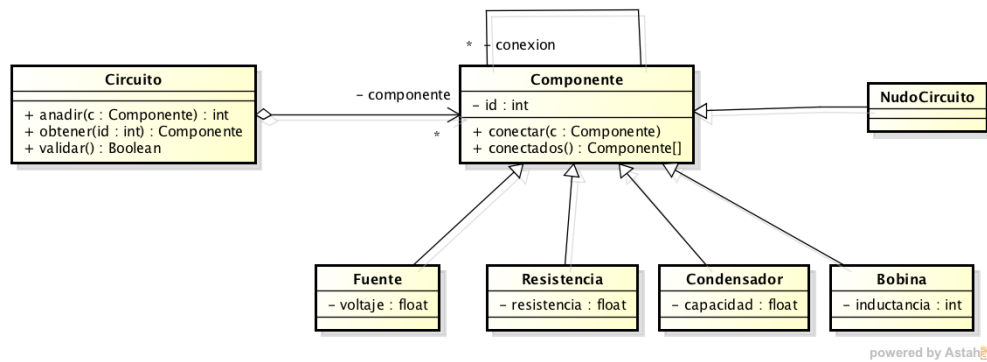 * - conexion
Circuito
+ anadir(c : Componente) : int
+ obtener(id : int) : Componente
+ validar() : Boolean
- componente
*
Componente
- id : int
+ conectar(c : Componente)
+ conectados() : Componente[]
NudoCircuito
Fuente
- voltaje : float
Resistencia
- resistencia : float
Condensador
- capacidad : float
Bobina
- inductancia : int
powered by Astah